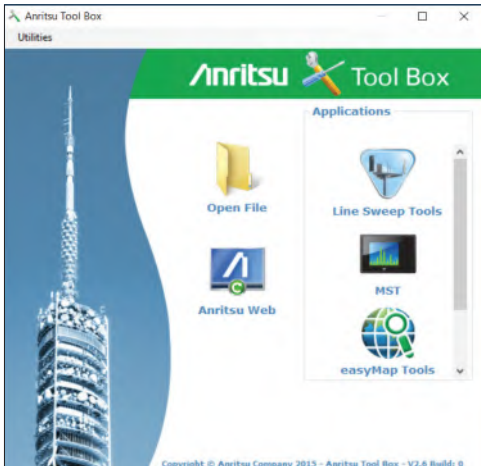 Anritsu Tool Box
Utilities
Anritsu Tool Box
Applications
Open File
Line Sweep Tools
Anritsu Web
MST
easyMap Tools
Copyright © Anritsu Company 2015 - Anritsu Tool Box - V2.6 Build: 0